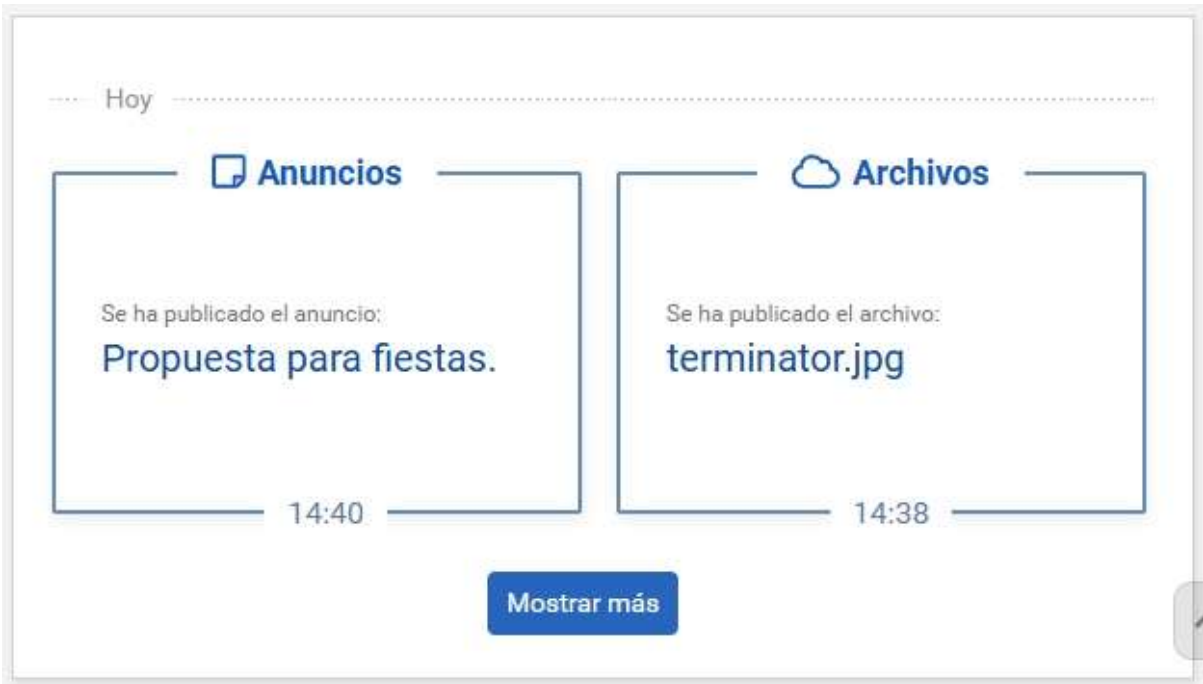 Hoy
Anuncios
Se ha publicado el anuncio:
Propuesta para fiestas.
14:40
Archivos
Se ha publicado el archivo:
terminator.jpg
14:38
Mostrar más